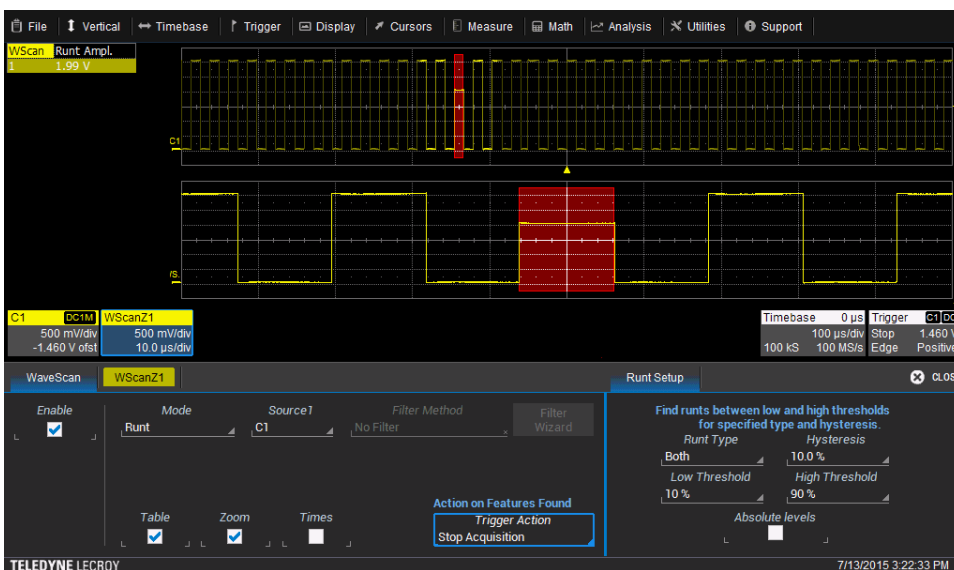 File Vertical Timebase Trigger Display Cursors Measure Math Analysis Utilities Support
WScan Runt Ampl.
1 1.99 V
C1
C1 DC1M WScanZ1
500 mV/div 500 mV/div
-1.460 V ofst 10.0 µs/div
Timebase 0 µs Trigger C1 DC
100 µs/div Stop 1.460 V
100 kS 100 MS/s Edge Positive
WaveScan WScanZ1
Runt Setup CLOS
Enable Mode Source1 Filter Method Filter Wizard
Runt C1 No Filter
Find runts between low and high thresholds
for specified type and hysteresis.
Runt Type Hysteresis
Both 10.0 %
Low Threshold High Threshold
10 % 90 %
Absolute levels
Action on Features Found
Table Zoom Times Trigger Action
Stop Acquisition
TELEDYNE LECROY 7/13/2015 3:22:33 PM